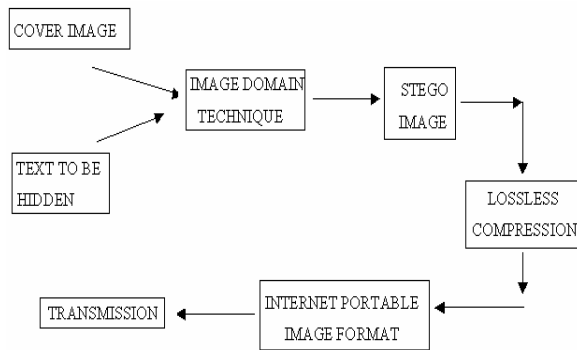 COVER IMAGE
IMAGE DOMAIN
TECHNIQUE
STEGO
IMAGE
TEXT TO BE
HIDDEN
LOSSLESS
COMPRESSION
INTERNET PORTABLE
IMAGE FORMAT
TRANSMISSION